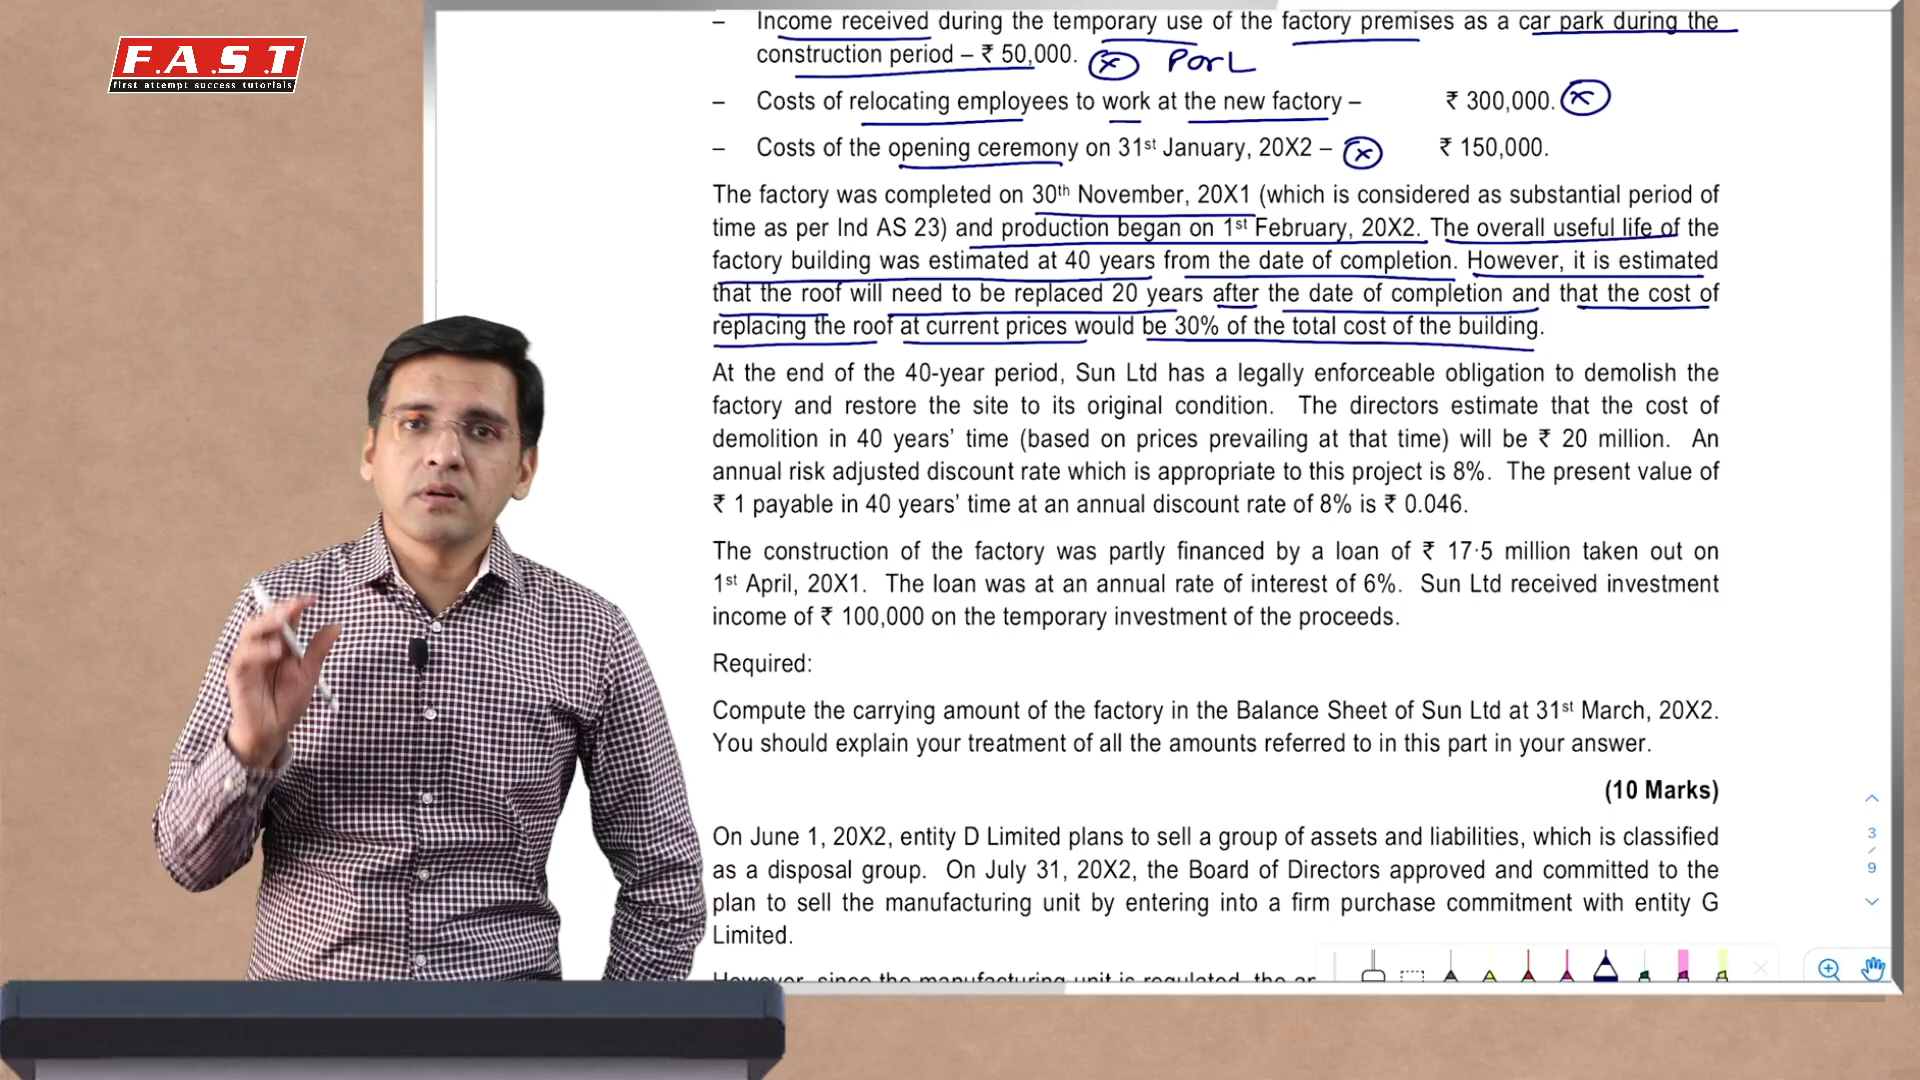 F.A.S.T
first attempt success tutorials
– Income received during the temporary use of the factory premises as a car park during the
construction period – ₹ 50,000. (x) PorL
– Costs of relocating employees to work at the new factory – ₹ 300,000. (x)
– Costs of the opening ceremony on 31st January, 20X2 – (x) ₹ 150,000.
The factory was completed on 30th November, 20X1 (which is considered as substantial period of
time as per Ind AS 23) and production began on 1st February, 20X2. The overall useful life of the
factory building was estimated at 40 years from the date of completion. However, it is estimated
that the roof will need to be replaced 20 years after the date of completion and that the cost of
replacing the roof at current prices would be 30% of the total cost of the building.
At the end of the 40-year period, Sun Ltd has a legally enforceable obligation to demolish the
factory and restore the site to its original condition. The directors estimate that the cost of
demolition in 40 years’ time (based on prices prevailing at that time) will be ₹ 20 million. An
annual risk adjusted discount rate which is appropriate to this project is 8%. The present value of
₹ 1 payable in 40 years’ time at an annual discount rate of 8% is ₹ 0.046.
The construction of the factory was partly financed by a loan of ₹ 17·5 million taken out on
1st April, 20X1. The loan was at an annual rate of interest of 6%. Sun Ltd received investment
income of ₹ 100,000 on the temporary investment of the proceeds.
Required:
Compute the carrying amount of the factory in the Balance Sheet of Sun Ltd at 31st March, 20X2.
You should explain your treatment of all the amounts referred to in this part in your answer.
(10 Marks)
On June 1, 20X2, entity D Limited plans to sell a group of assets and liabilities, which is classified
as a disposal group. On July 31, 20X2, the Board of Directors approved and committed to the
plan to sell the manufacturing unit by entering into a firm purchase commitment with entity G
Limited.
However, since the manufacturing unit is regulated, the
3
/
9